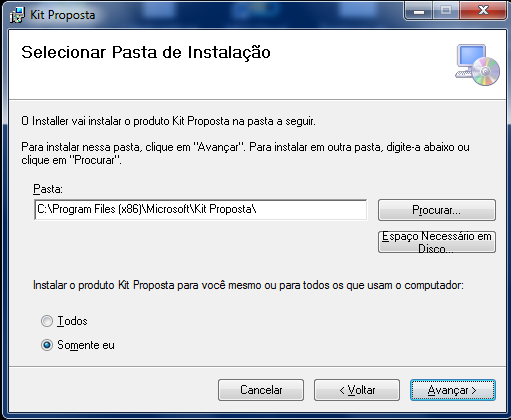 Kit Proposta
Selecionar Pasta de Instalação
O Installer vai instalar o produto Kit Proposta na pasta a seguir.
Para instalar nessa pasta, clique em "Avançar". Para instalar em outra pasta, digite-a abaixo ou
clique em "Procurar".
Pasta:
C:\Program Files (x86)\Microsoft\Kit Proposta\
Procurar...
Espaço Necessário em
Disco...
Instalar o produto Kit Proposta para você mesmo ou para todos os que usam o computador:
Todos
Somente eu
Cancelar
< Voltar
Avançar >